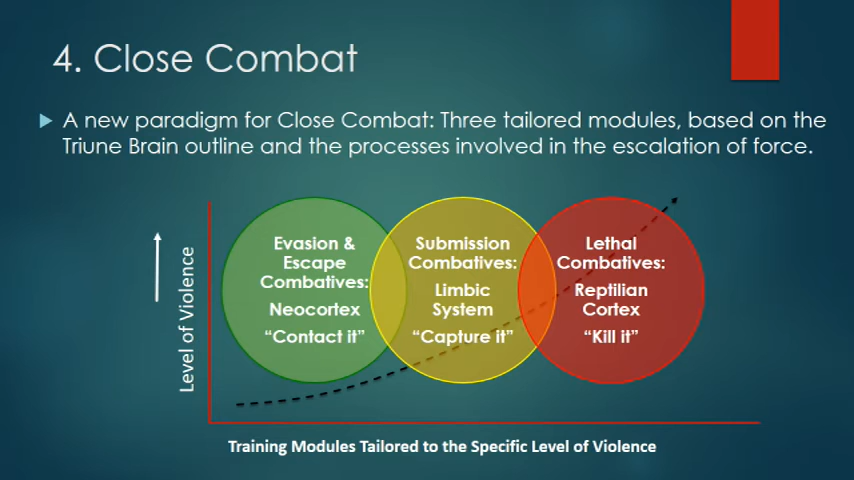 4. Close Combat
A new paradigm for Close Combat: Three tailored modules, based on the
Triune Brain outline and the processes involved in the escalation of force.
Level of Violence
Evasion &
Escape
Combatives:
Neocortex
“Contact it”
Submission
Combatives:
Limbic
System
“Capture it”
Lethal
Combatives:
Reptilian
Cortex
“Kill it”
Training Modules Tailored to the Specific Level of Violence